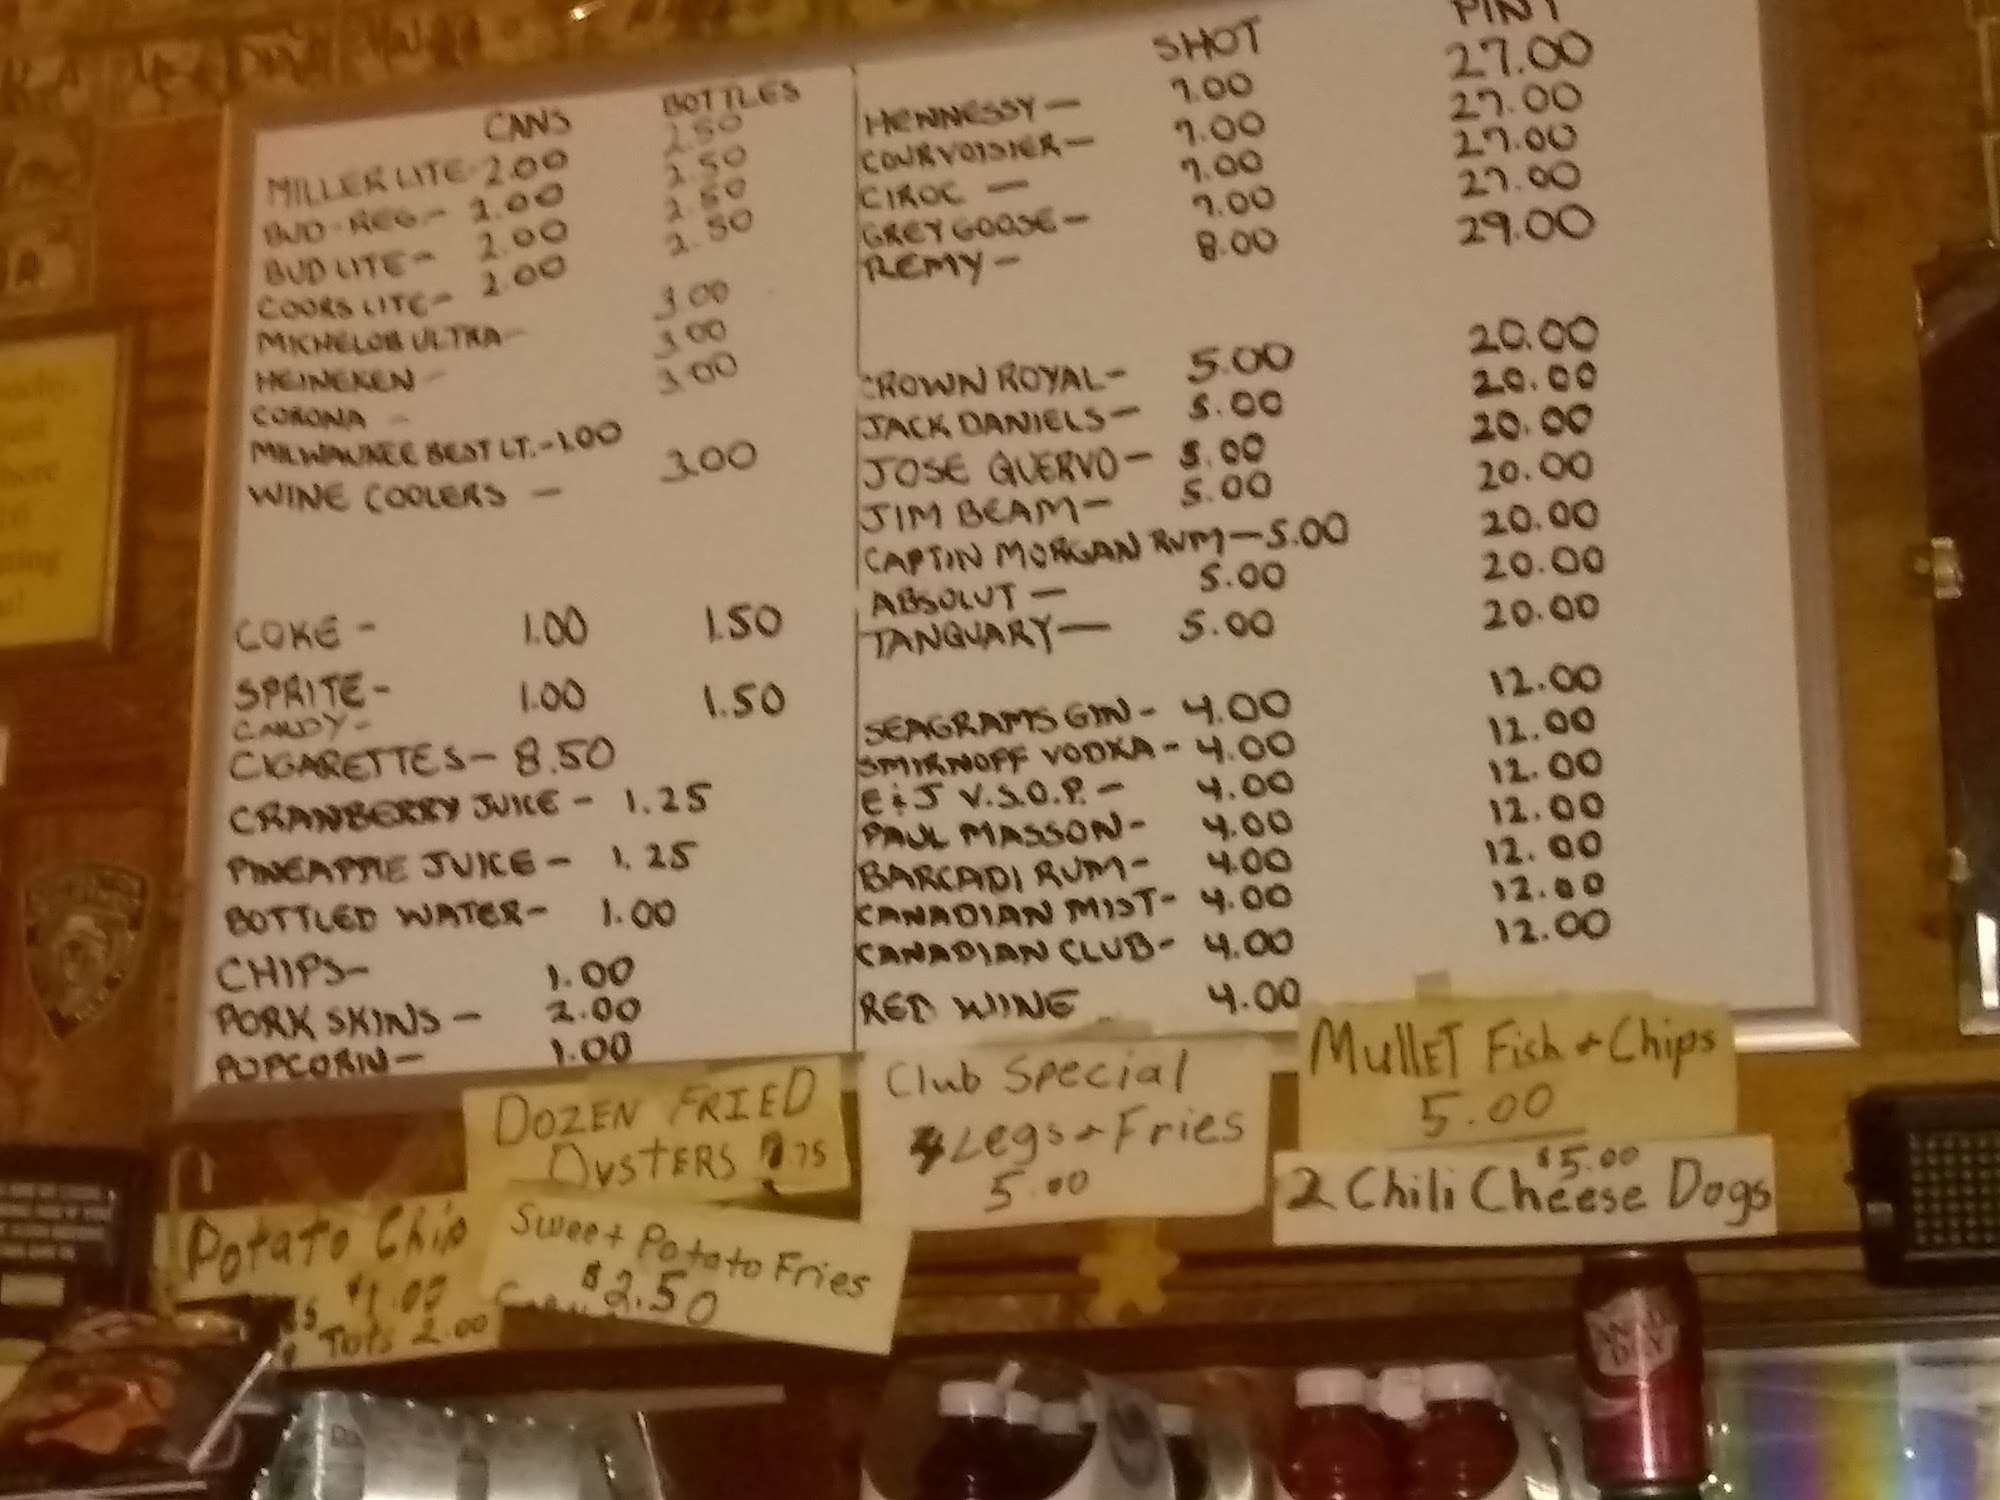 CANS BOTTLES
MILLER LITE - 2.00 2.50
BUD-REG. - 2.00 2.50
BUD LITE - 2.00 2.50
COORS LITE - 2.00 2.50
MICHELOB ULTRA - 3.00
HEINEKEN - 3.00
CORONA - 3.00
MILWAUKEE BEST LT. - 1.00
WINE COOLERS - 3.00
COKE - 1.00 1.50
SPRITE - 1.00 1.50
CANDY -
CIGARETTES - 8.50
CRANBERRY JUICE - 1.25
PINEAPPLE JUICE - 1.25
BOTTLED WATER - 1.00
CHIPS - 1.00
PORK SKINS - 2.00
POPCORIN - 1.00
SHOT PINT
HENNESSY - 7.00 27.00
COURVOISIER - 7.00 27.00
CIROC - 7.00 27.00
GREY GOOSE - 7.00 27.00
REMY - 8.00 29.00
CROWN ROYAL - 5.00 20.00
JACK DANIELS - 5.00 20.00
JOSE QUERVO - 5.00 20.00
JIM BEAM - 5.00 20.00
CAPTIN MORGAN RUM - 5.00 20.00
ABSOLUT - 5.00 20.00
TANQUARY - 5.00 20.00
SEAGRAMS GIN - 4.00 12.00
SMIRNOFF VODKA - 4.00 12.00
E & J V.S.O.P. - 4.00 12.00
PAUL MASSON - 4.00 12.00
BARCADI RUM - 4.00 12.00
CANADIAN MIST - 4.00 12.00
CANADIAN CLUB - 4.00 12.00
RED WINE 4.00
DOZEN FRIED
OYSTERS 7.75
Club Special
4 Legs & Fries
5.00
MullET Fish & Chips
5.00
$5.00
2 Chili Cheese Dogs
Potato Chip
$1.00
Tots 2.00
Sweet Potato Fries
$2.50